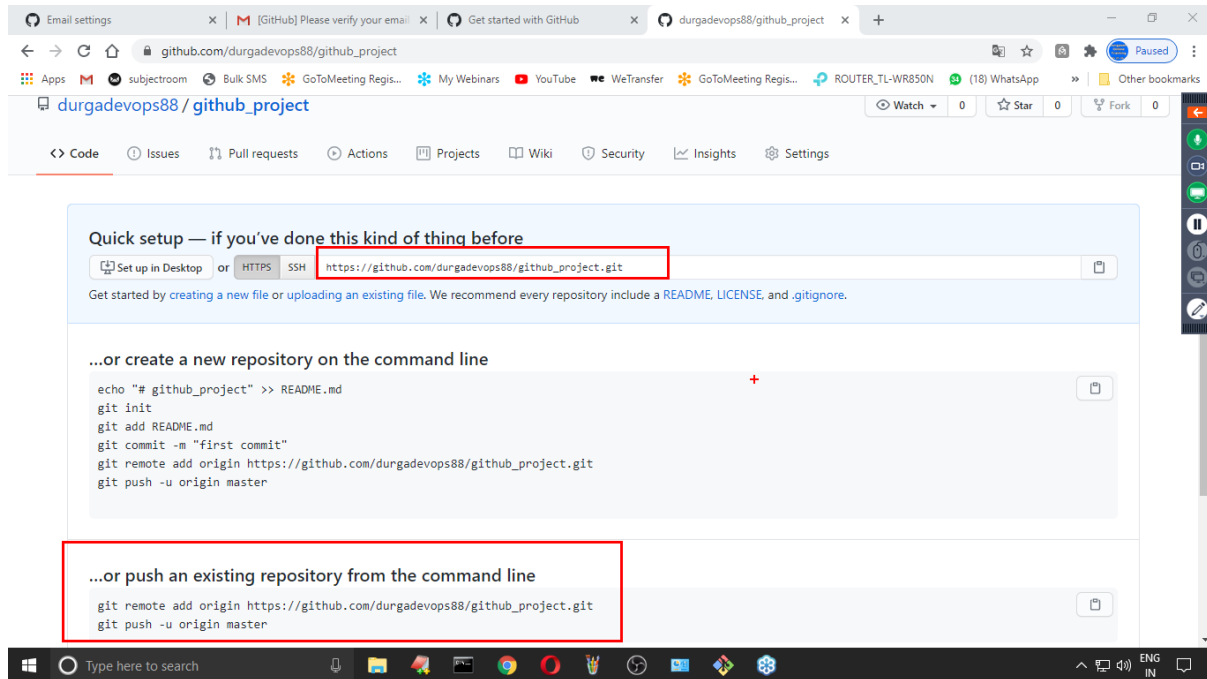 Email settings
[GitHub] Please verify your email
Get started with GitHub
durgadevops88/github_project
github.com/durgadevops88/github_project
Paused
Apps
subjectroom
Bulk SMS
GoToMeeting Regis...
My Webinars
YouTube
WeTransfer
GoToMeeting Regis...
ROUTER_TL-WR850N
(18) WhatsApp
»
Other bookmarks
durgadevops88 / github_project
Watch
0
Star
0
Fork
0
Code
Issues
Pull requests
Actions
Projects
Wiki
Security
Insights
Settings
Quick setup — if you've done this kind of thing before
Set up in Desktop or HTTPS SSH https://github.com/durgadevops88/github_project.git
Get started by creating a new file or uploading an existing file. We recommend every repository include a README, LICENSE, and .gitignore.
...or create a new repository on the command line
echo "# github_project" >> README.md
git init
git add README.md
git commit -m "first commit"
git remote add origin https://github.com/durgadevops88/github_project.git
git push -u origin master
...or push an existing repository from the command line
git remote add origin https://github.com/durgadevops88/github_project.git
git push -u origin master
Type here to search
ENG
IN